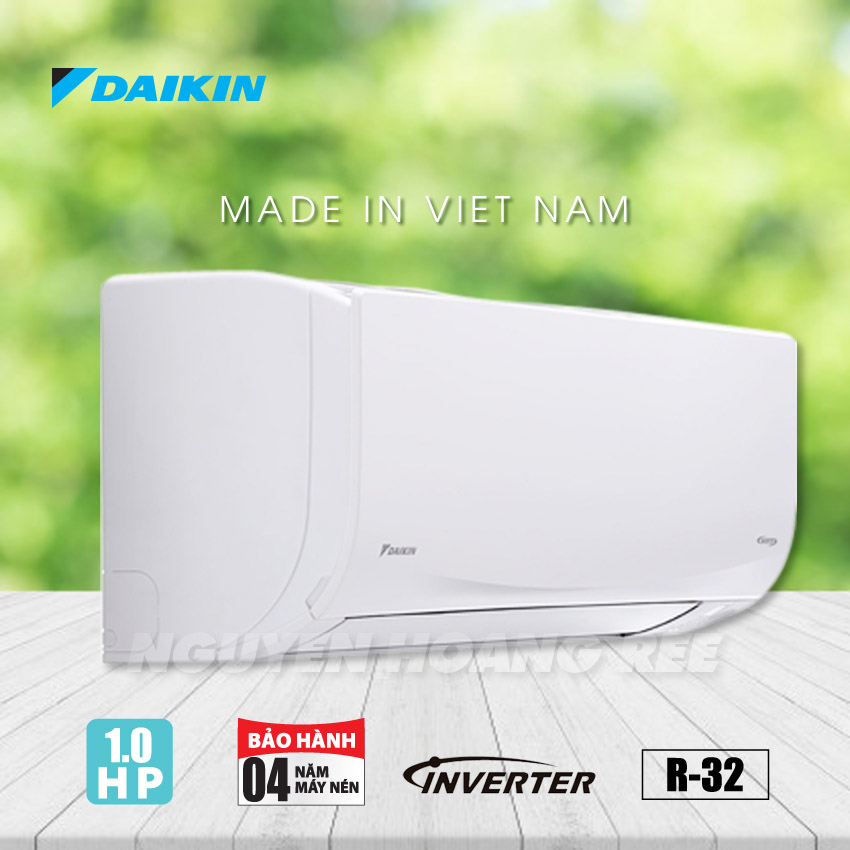 DAIKIN
MADE IN VIET NAM
DAIKIN
NGUYEN HOANG REE
1.0
HP
BẢO HÀNH
04 NĂM
MÁY NÉN
INVERTER
R-32